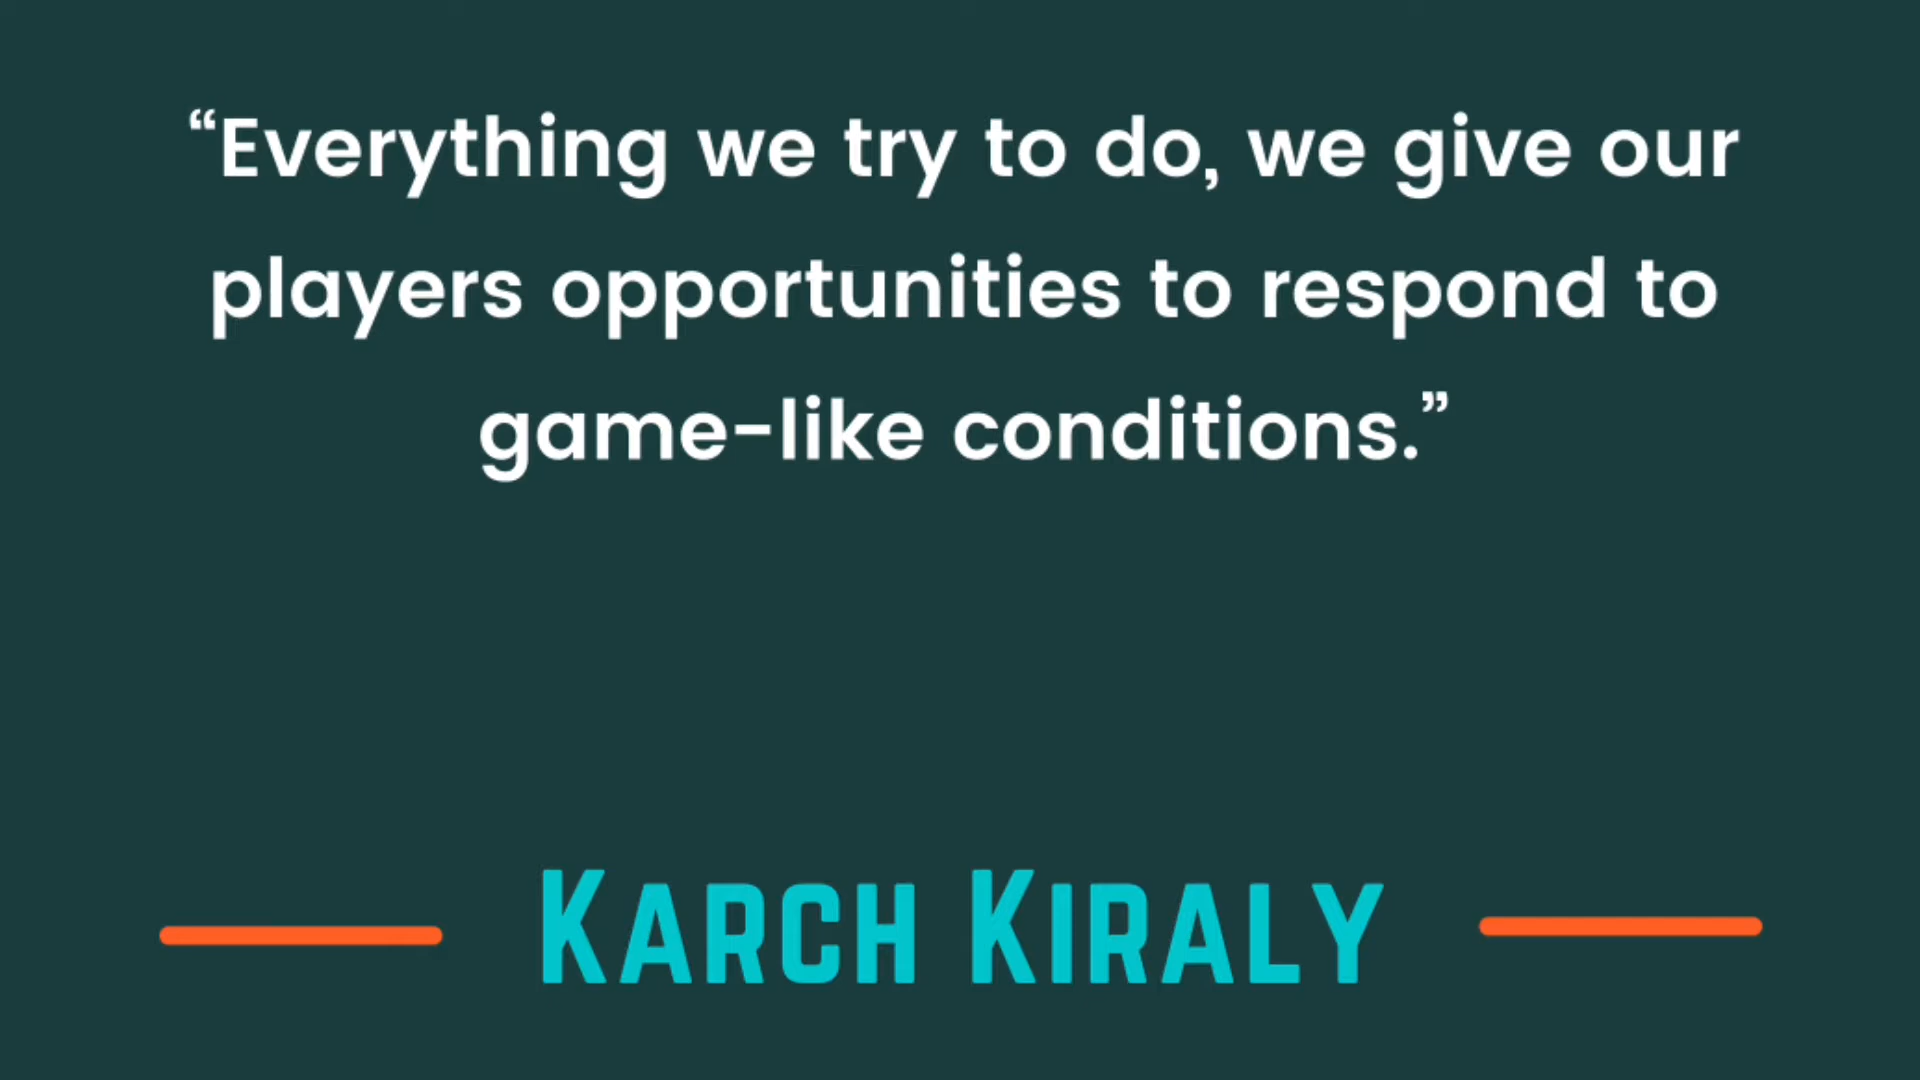 “Everything we try to do, we give our
players opportunities to respond to
game-like conditions.”
KARCH KIRALY